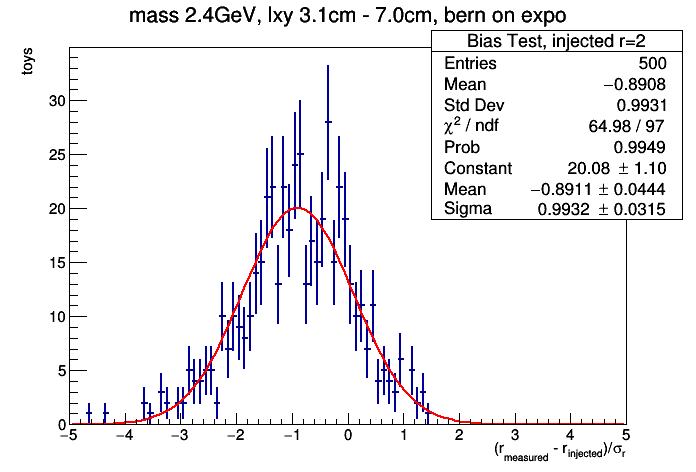 mass 2.4GeV, lxy 3.1cm - 7.0cm, bern on expo
toys
Bias Test, injected r=2
Entries 500
Mean −0.8908
Std Dev 0.9931
χ² / ndf 64.98 / 97
Prob 0.9949
Constant 20.08 ± 1.10
Mean −0.8911 ± 0.0444
Sigma 0.9932 ± 0.0315
30
25
20
15
10
5
0
−5 −4 −3 −2 −1 0 1 2 3 4 5
(r_measured - r_injected)/σ_r